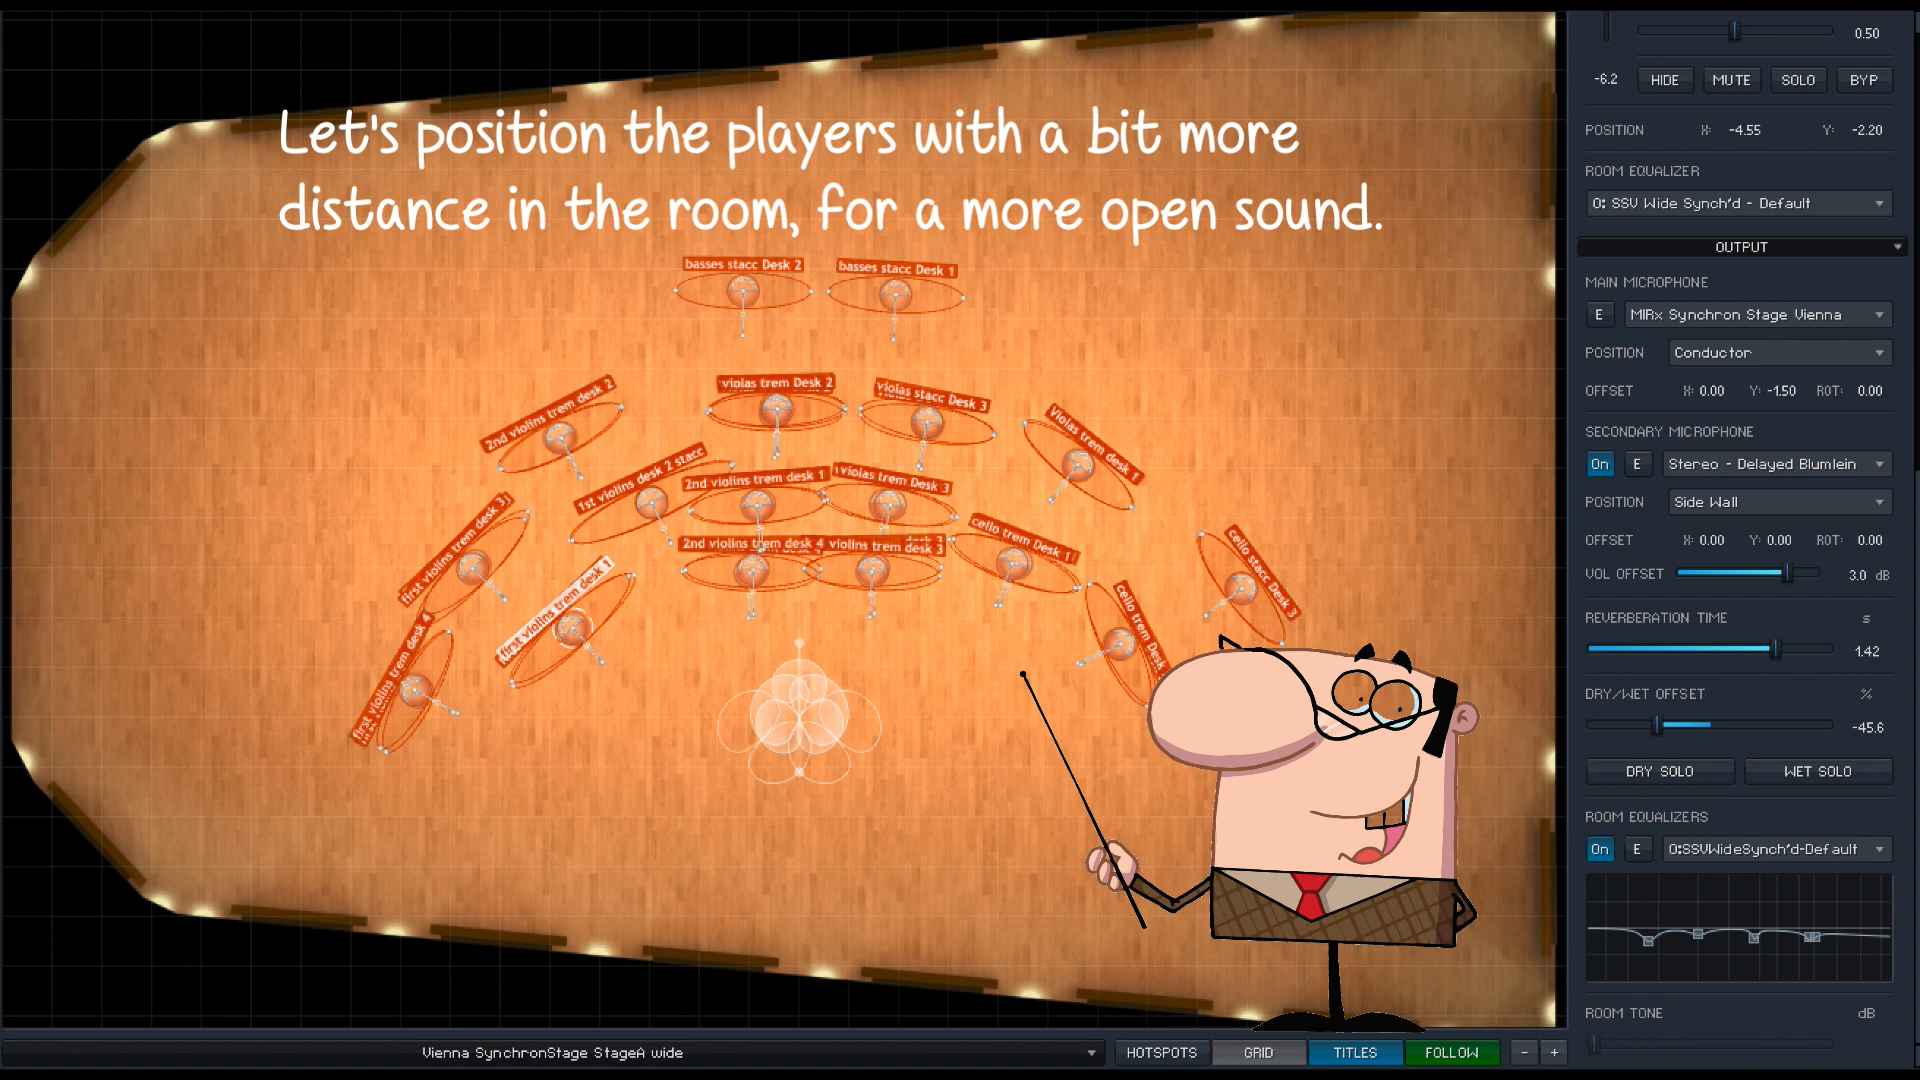 Let's position the players with a bit more
distance in the room, for a more open sound.
basses stacc Desk 2
basses stacc Desk 1
2nd violins trem desk 2
violas trem Desk 2
violas stacc Desk 3
Violas trem desk 1
1st violins desk 2 stacc
2nd violins trem desk 1
violas trem Desk 3
first violins trem desk 3
2nd violins trem desk 4
violins trem desk 3
cello trem Desk 1
cello stacc Desk 3
first violins trem desk 1
cello trem Desk
first violins trem desk 4
0.50
-6.2 HIDE MUTE SOLO BYP
POSITION X: -4.55 Y: -2.20
ROOM EQUALIZER
0: SSV Wide Synch'd - Default
OUTPUT
MAIN MICROPHONE
E MIRx Synchron Stage Vienna
POSITION Conductor
OFFSET X: 0.00 Y: -1.50 ROT: 0.00
SECONDARY MICROPHONE
On E Stereo - Delayed Blumlein
POSITION Side Wall
OFFSET X: 0.00 Y: 0.00 ROT: 0.00
VOL OFFSET 3.0 dB
REVERBERATION TIME s
1.42
DRY/WET OFFSET %
-45.6
DRY SOLO WET SOLO
ROOM EQUALIZERS
On E 0:SSVWideSynch'd-Default
ROOM TONE dB
Vienna SynchronStage StageA wide HOTSPOTS GRID TITLES FOLLOW - +